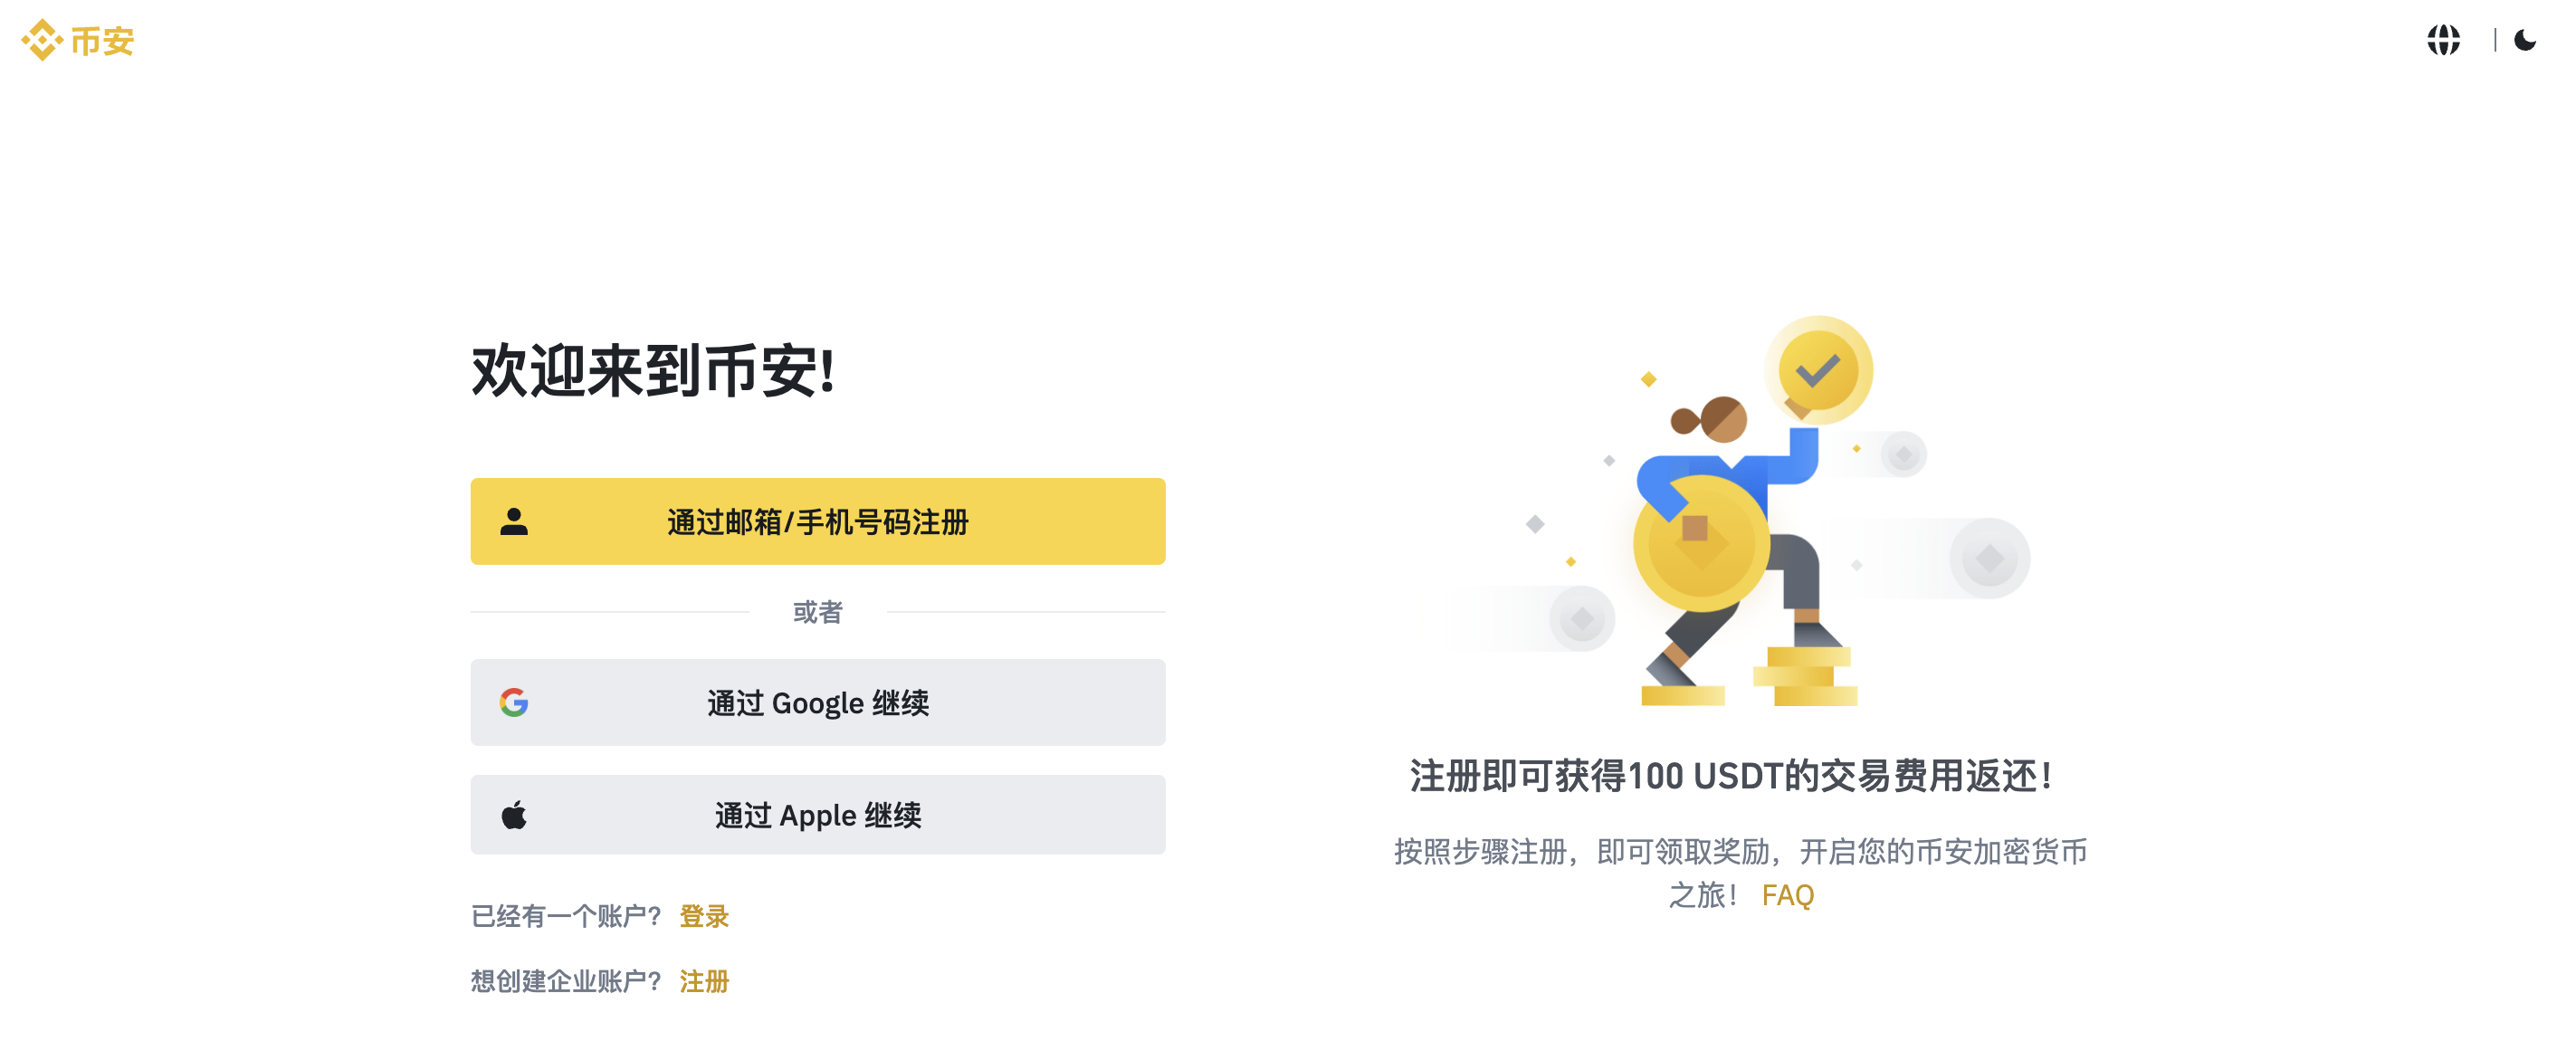 币安
欢迎来到币安!
通过邮箱/手机号码注册
或者
通过 Google 继续
通过 Apple 继续
已经有一个账户? 登录
想创建企业账户? 注册
注册即可获得100 USDT的交易费用返还!
按照步骤注册，即可领取奖励，开启您的币安加密货币
之旅! FAQ